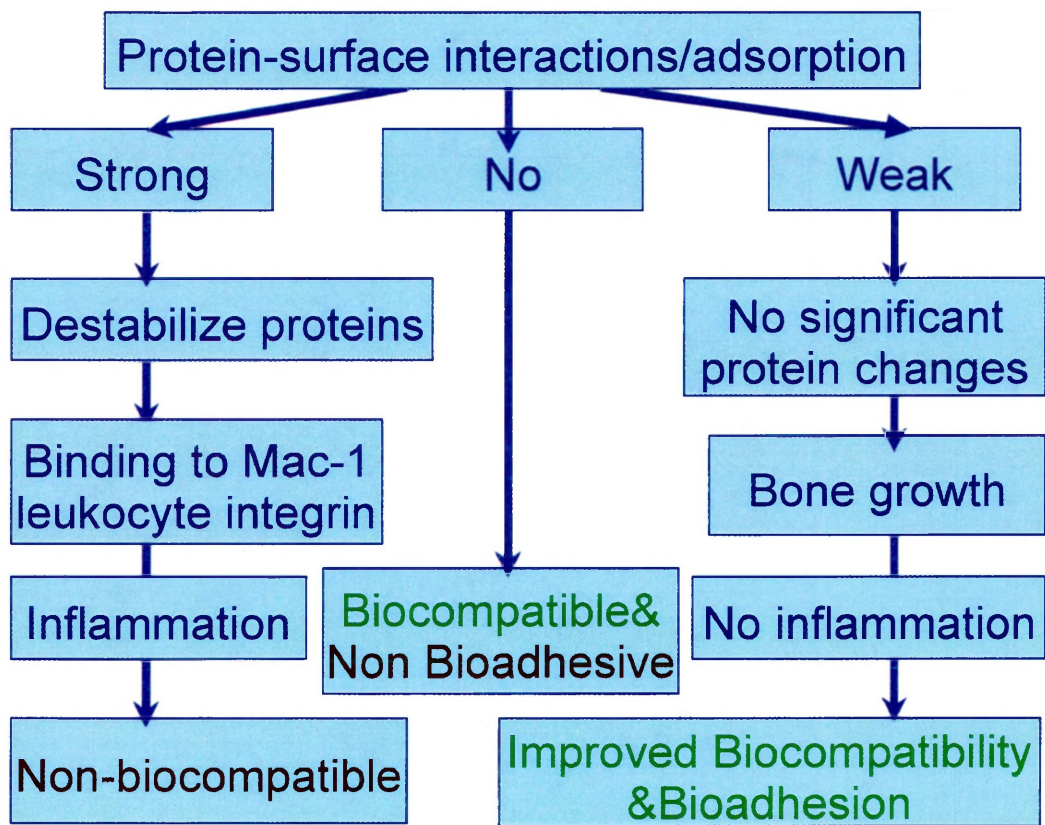 Protein-surface interactions/adsorption
Strong
No
Weak
Destabilize proteins
No significant
protein changes
Binding to Mac-1
leukocyte integrin
Bone growth
Inflammation
Biocompatible&
Non Bioadhesive
No inflammation
Non-biocompatible
Improved Biocompatibility
&Bioadhesion